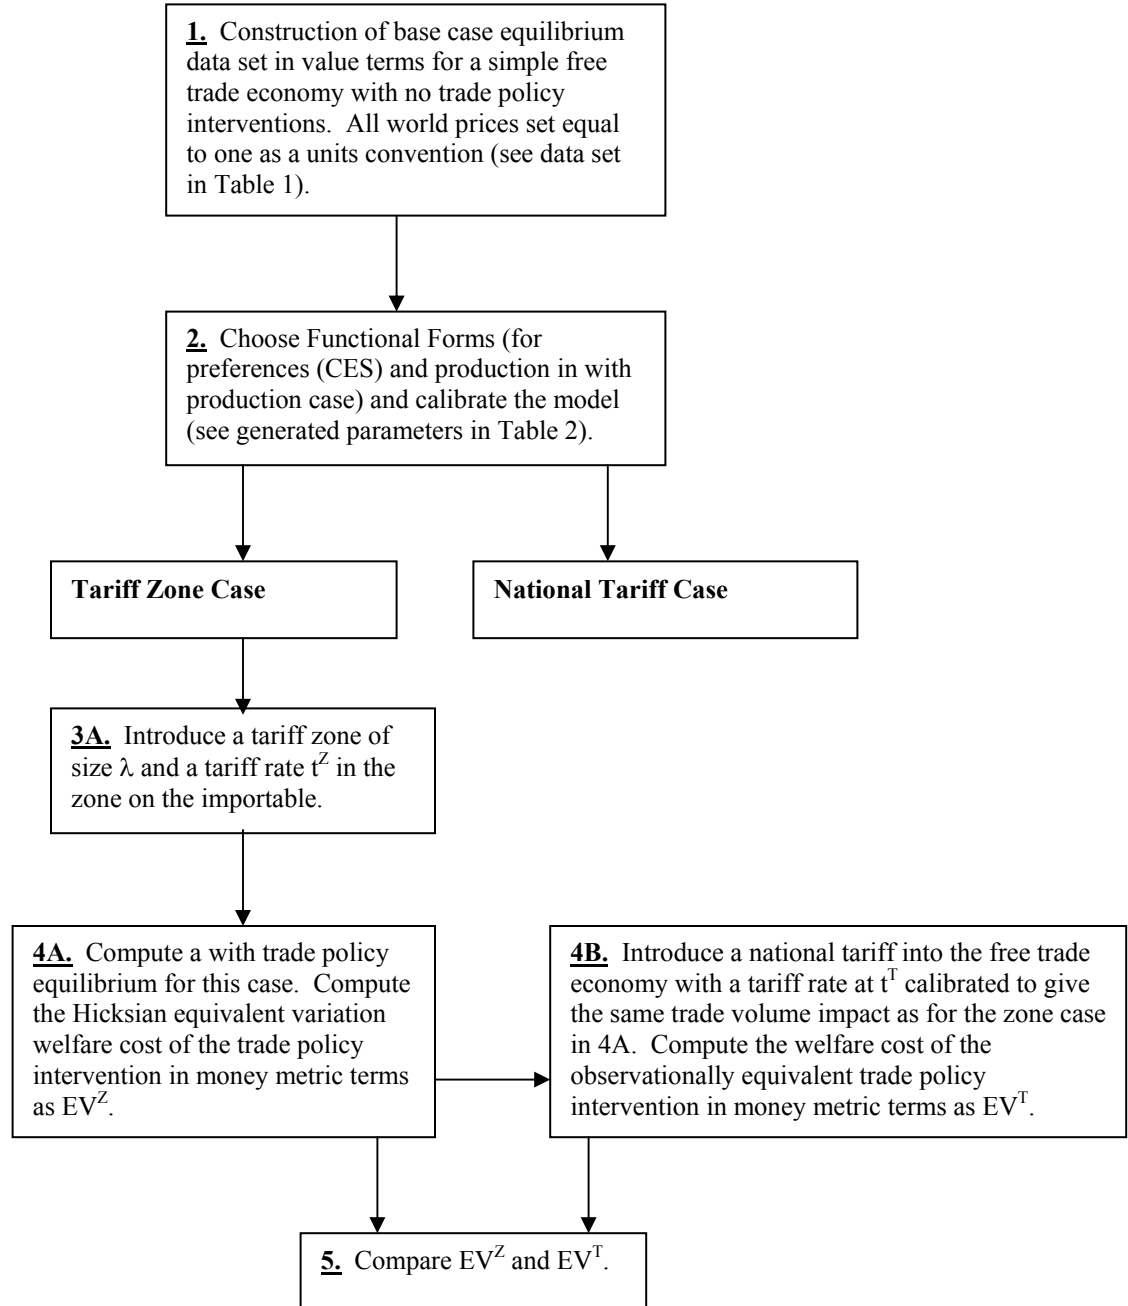 1. Construction of base case equilibrium
data set in value terms for a simple free
trade economy with no trade policy
interventions. All world prices set equal
to one as a units convention (see data set
in Table 1).
2. Choose Functional Forms (for
preferences (CES) and production in with
production case) and calibrate the model
(see generated parameters in Table 2).
Tariff Zone Case
National Tariff Case
3A. Introduce a tariff zone of
size λ and a tariff rate t^Z in the
zone on the importable.
4A. Compute a with trade policy
equilibrium for this case. Compute
the Hicksian equivalent variation
welfare cost of the trade policy
intervention in money metric terms
as EV^Z.
4B. Introduce a national tariff into the free trade
economy with a tariff rate at t^T calibrated to give
the same trade volume impact as for the zone case
in 4A. Compute the welfare cost of the
observationally equivalent trade policy
intervention in money metric terms as EV^T.
5. Compare EV^Z and EV^T.